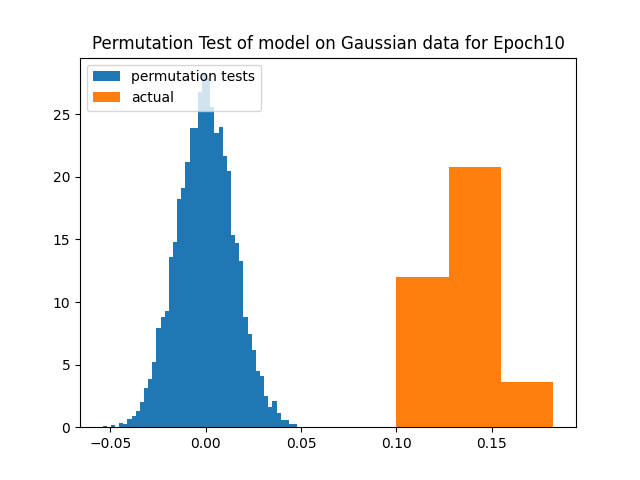 Permutation Test of model on Gaussian data for Epoch10
permutation tests
actual
25
20
15
10
5
0
−0.05 0.00 0.05 0.10 0.15